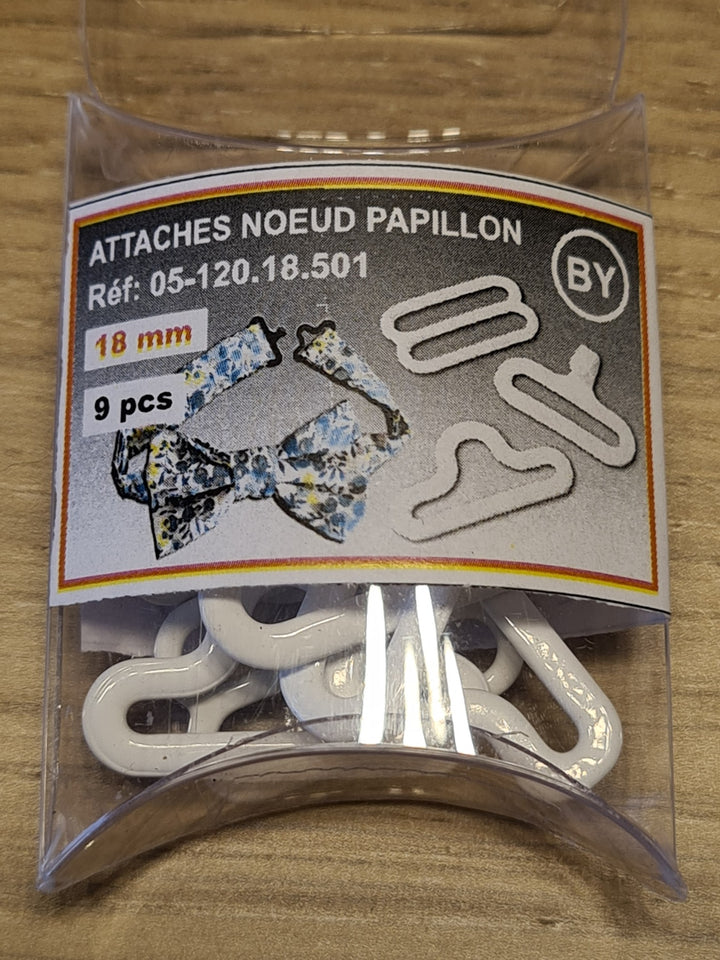 ATTACHES NOEUD PAPILLON
Réf: 05-120.18.501
BY
18 mm
9 pcs